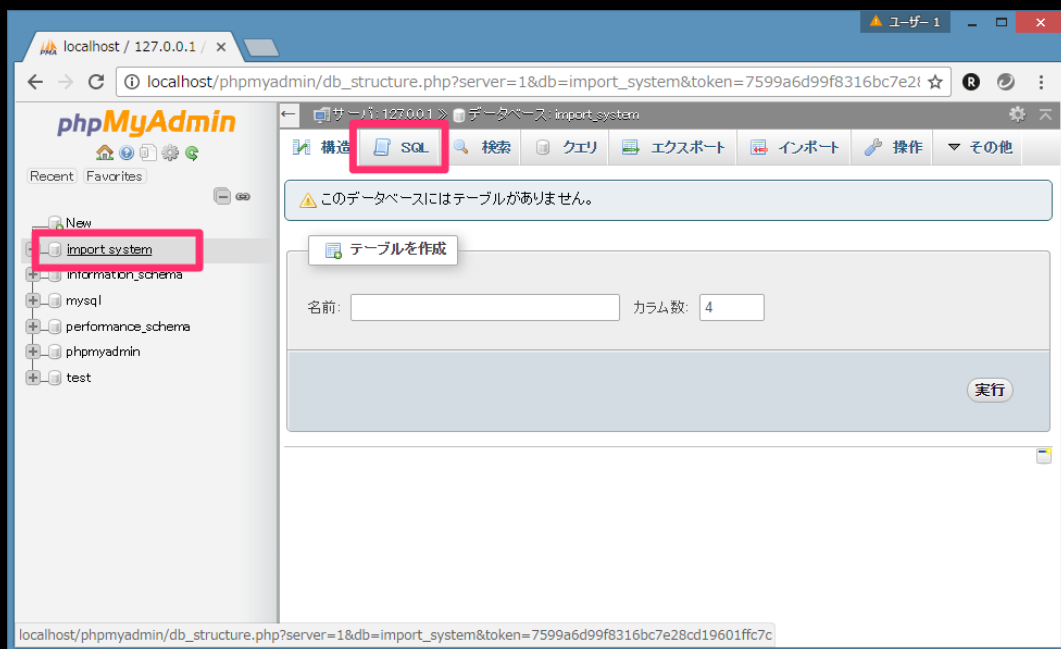 ユーザー 1
localhost / 127.0.0.1 /
localhost/phpmyadmin/db_structure.php?server=1&db=import_system&token=7599a6d99f8316bc7e28
phpMyAdmin
Recent Favorites
New
import system
information_schema
mysql
performance_schema
phpmyadmin
test
サーバ: 127.0.0.1 » データベース: import_system
構造 SQL 検索 クエリ エクスポート インポート 操作 その他
このデータベースにはテーブルがありません。
テーブルを作成
名前: カラム数: 4
実行
localhost/phpmyadmin/db_structure.php?server=1&db=import_system&token=7599a6d99f8316bc7e28cd19601ffc7c